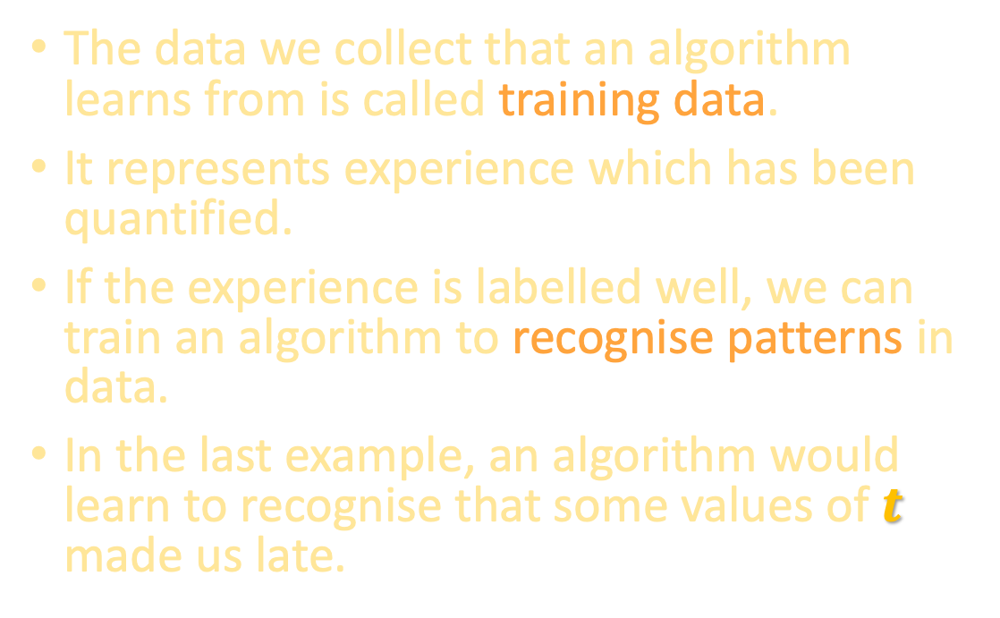 • The data we collect that an algorithm
learns from is called training data.
• It represents experience which has been
quantified.
• If the experience is labelled well, we can
train an algorithm to recognise patterns in
data.
• In the last example, an algorithm would
learn to recognise that some values of t
made us late.